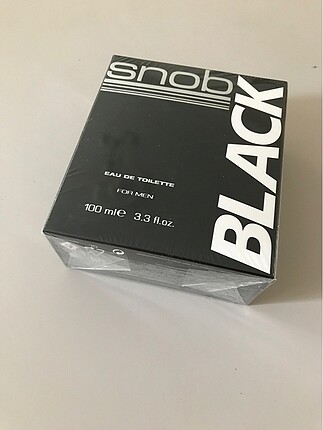 snob
BLACK
EAU DE TOILETTE
FOR MEN
100 ml℮ 3.3 fl.oz.